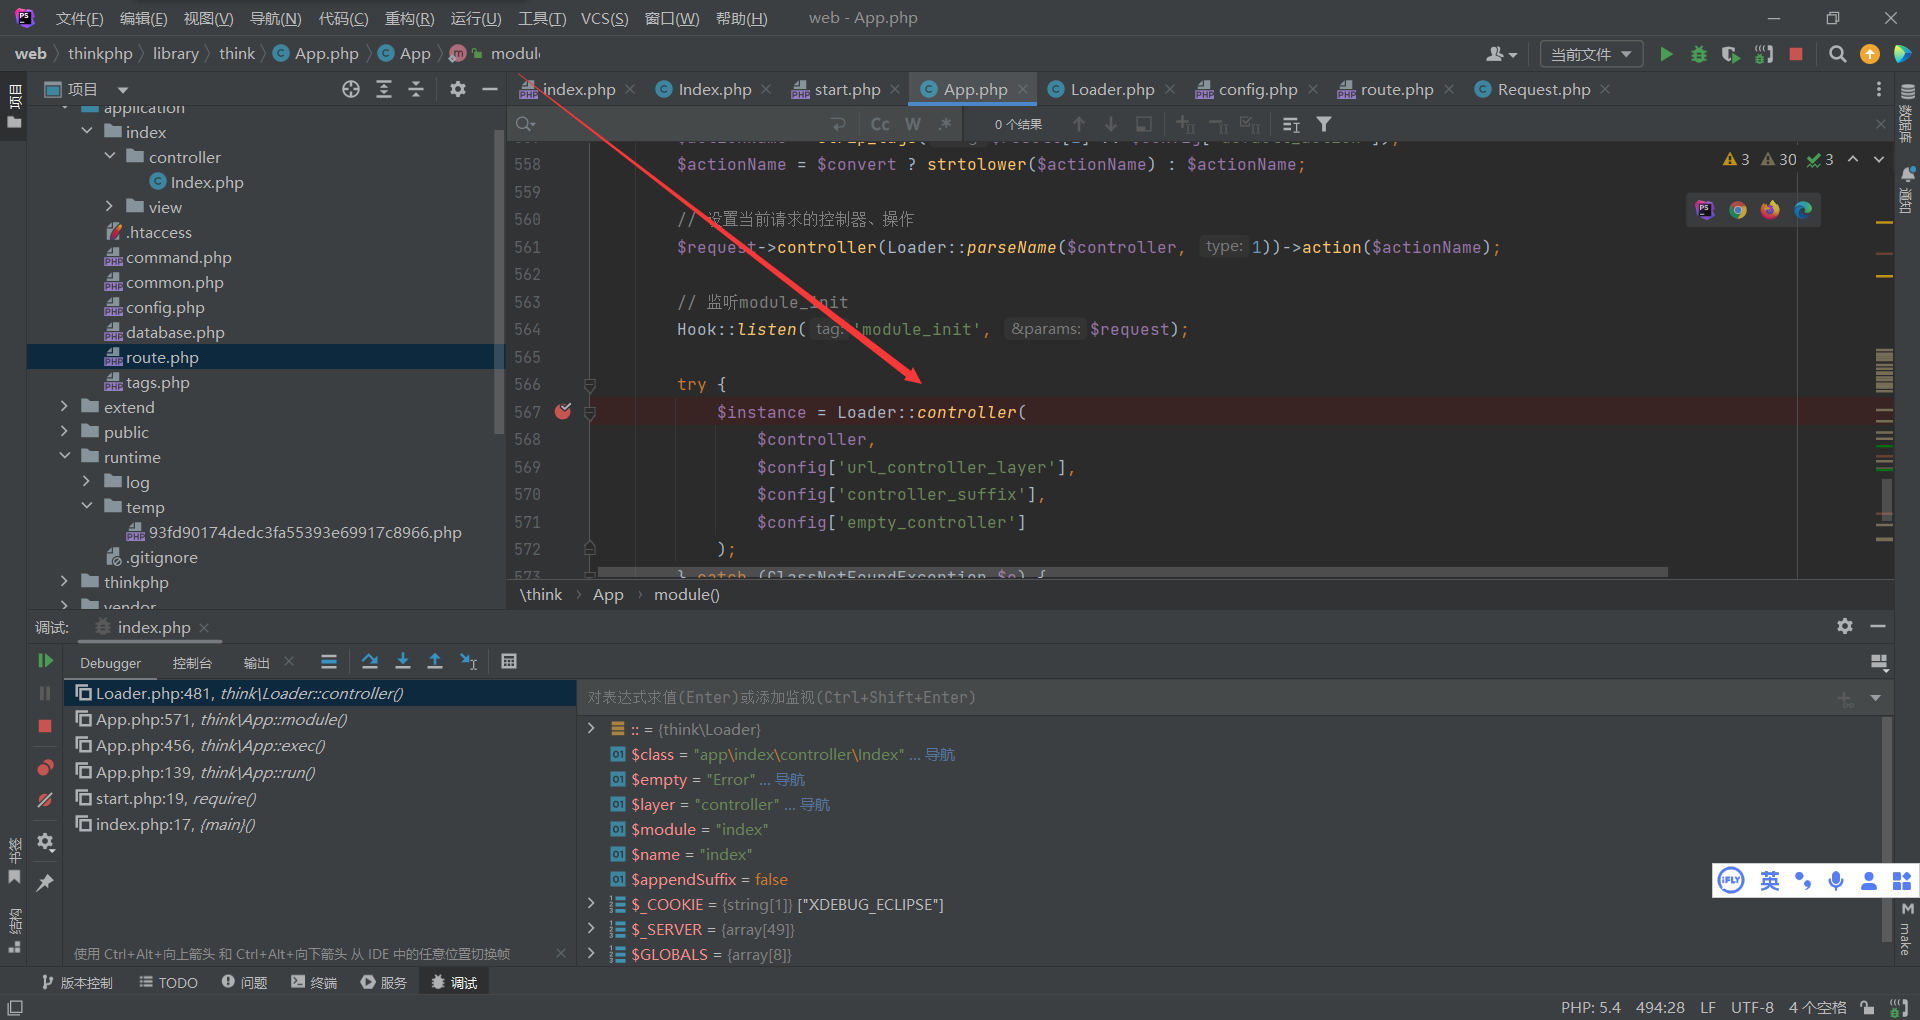 文件(F) 编辑(E) 视图(V) 导航(N) 代码(C) 重构(R) 运行(U) 工具(T) VCS(S) 窗口(W) 帮助(H) web - App.php
web thinkphp library think App.php App module
当前文件
项目
项目
index.php Index.php start.php App.php Loader.php config.php route.php Request.php
Cc W .* 0 个结果
application
index
controller
Index.php
view
.htaccess
command.php
common.php
config.php
database.php
route.php
tags.php
extend
public
runtime
log
temp
93fd90174dedc3fa55393e69917c8966.php
.gitignore
thinkphp
vendor
3 30 3
558 $actionName = $convert ? strtolower($actionName) : $actionName;
559
560 // 设置当前请求的控制器、操作
561 $request->controller(Loader::parseName($controller, type: 1))->action($actionName);
562
563 // 监听module_init
564 Hook::listen( tag: 'module_init', &params: $request);
565
566 try {
567 $instance = Loader::controller(
568 $controller,
569 $config['url_controller_layer'],
570 $config['controller_suffix'],
571 $config['empty_controller']
572 );
573 } catch (ClassNotFoundException $e) {
\think App module()
数据库
通知
调试: index.php
Debugger 控制台 输出
Loader.php:481, think\Loader::controller()
App.php:571, think\App::module()
App.php:456, think\App::exec()
App.php:139, think\App::run()
start.php:19, require()
index.php:17, {main}()
使用 Ctrl+Alt+向上箭头 和 Ctrl+Alt+向下箭头 从 IDE 中的任意位置切换帧
对表达式求值(Enter)或添加监视(Ctrl+Shift+Enter)
:: = {think\Loader}
$class = "app\index\controller\Index" ... 导航
$empty = "Error" ... 导航
$layer = "controller" ... 导航
$module = "index"
$name = "index"
$appendSuffix = false
$_COOKIE = {string[1]} ["XDEBUG_ECLIPSE"]
$_SERVER = {array[49]}
$GLOBALS = {array[8]}
书签
结构
iFLY 英
M make
版本控制 TODO 问题 终端 服务 调试
PHP: 5.4 494:28 LF UTF-8 4 个空格